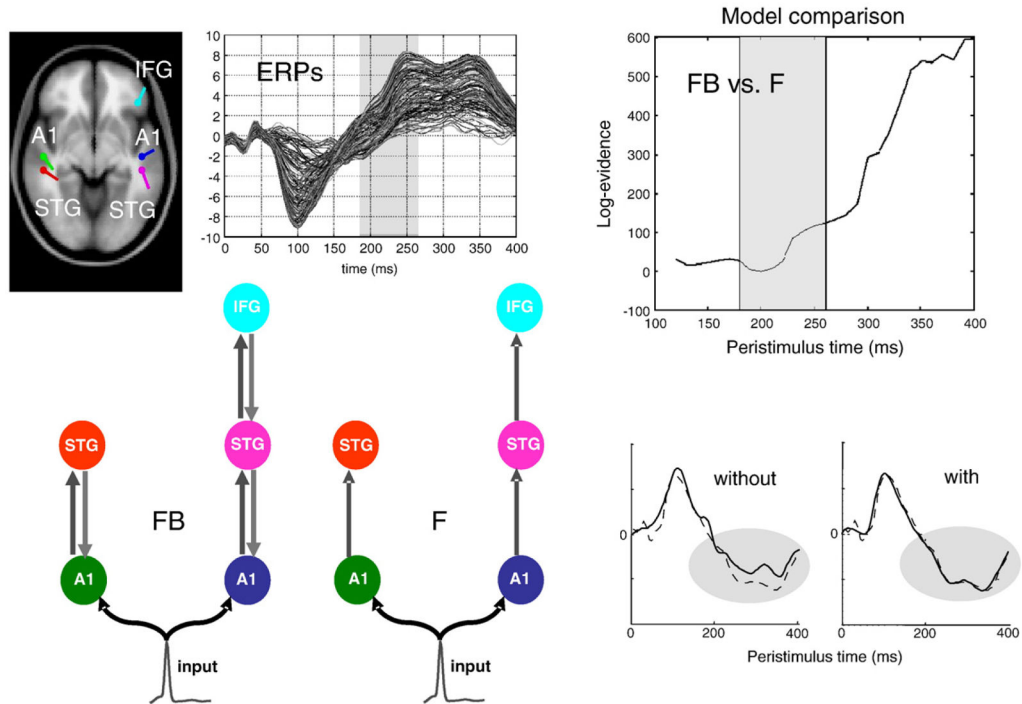 IFG
A1
A1
STG
STG
ERPs
10
8
6
4
2
0
-2
-4
-6
-8
10
0
50
100
150
200
250
300
350
400
time (ms)
Model comparison
FB vs. F
Log-evidence
600
500
400
300
200
100
0
-100
100
150
200
250
300
350
400
Peristimulus time (ms)
IFG
STG
STG
FB
A1
A1
input
IFG
STG
STG
F
A1
A1
input
without
with
0
0
0
200
400
0
200
400
Peristimulus time (ms)